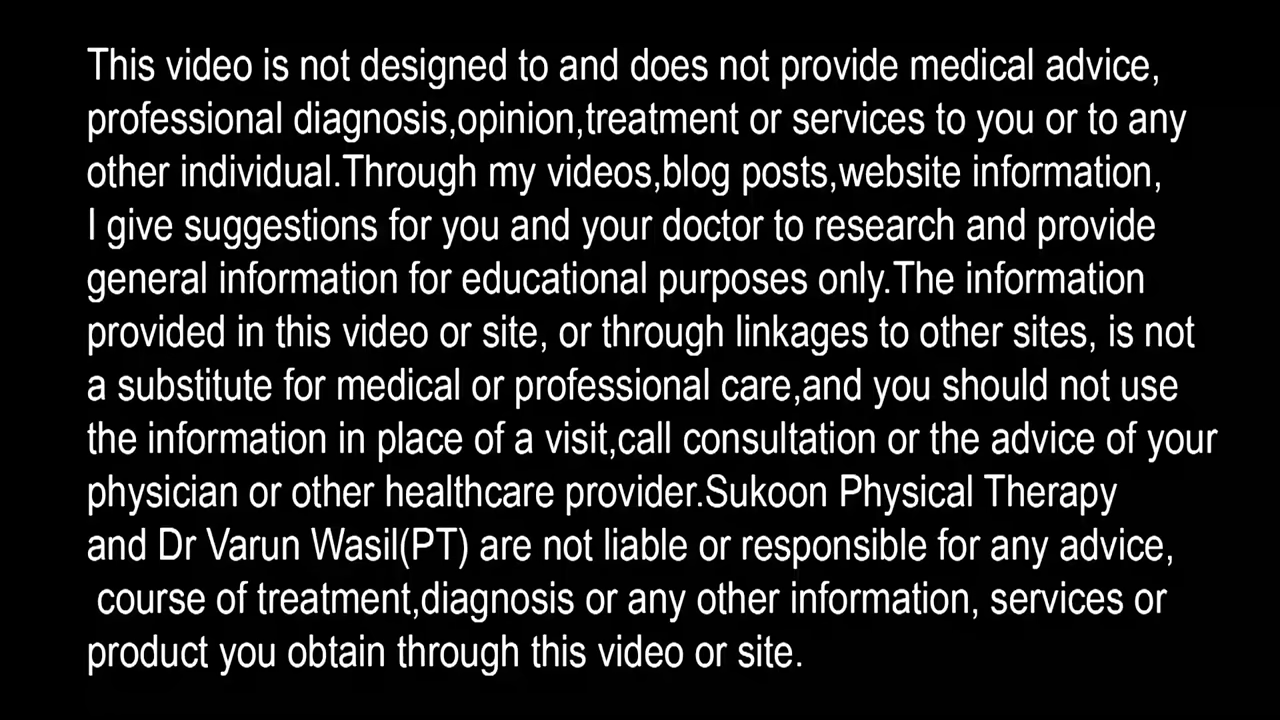 This video is not designed to and does not provide medical advice,
professional diagnosis,opinion,treatment or services to you or to any
other individual.Through my videos,blog posts,website information,
I give suggestions for you and your doctor to research and provide
general information for educational purposes only.The information
provided in this video or site, or through linkages to other sites, is not
a substitute for medical or professional care,and you should not use
the information in place of a visit,call consultation or the advice of your
physician or other healthcare provider.Sukoon Physical Therapy
and Dr Varun Wasil(PT) are not liable or responsible for any advice,
course of treatment,diagnosis or any other information, services or
product you obtain through this video or site.